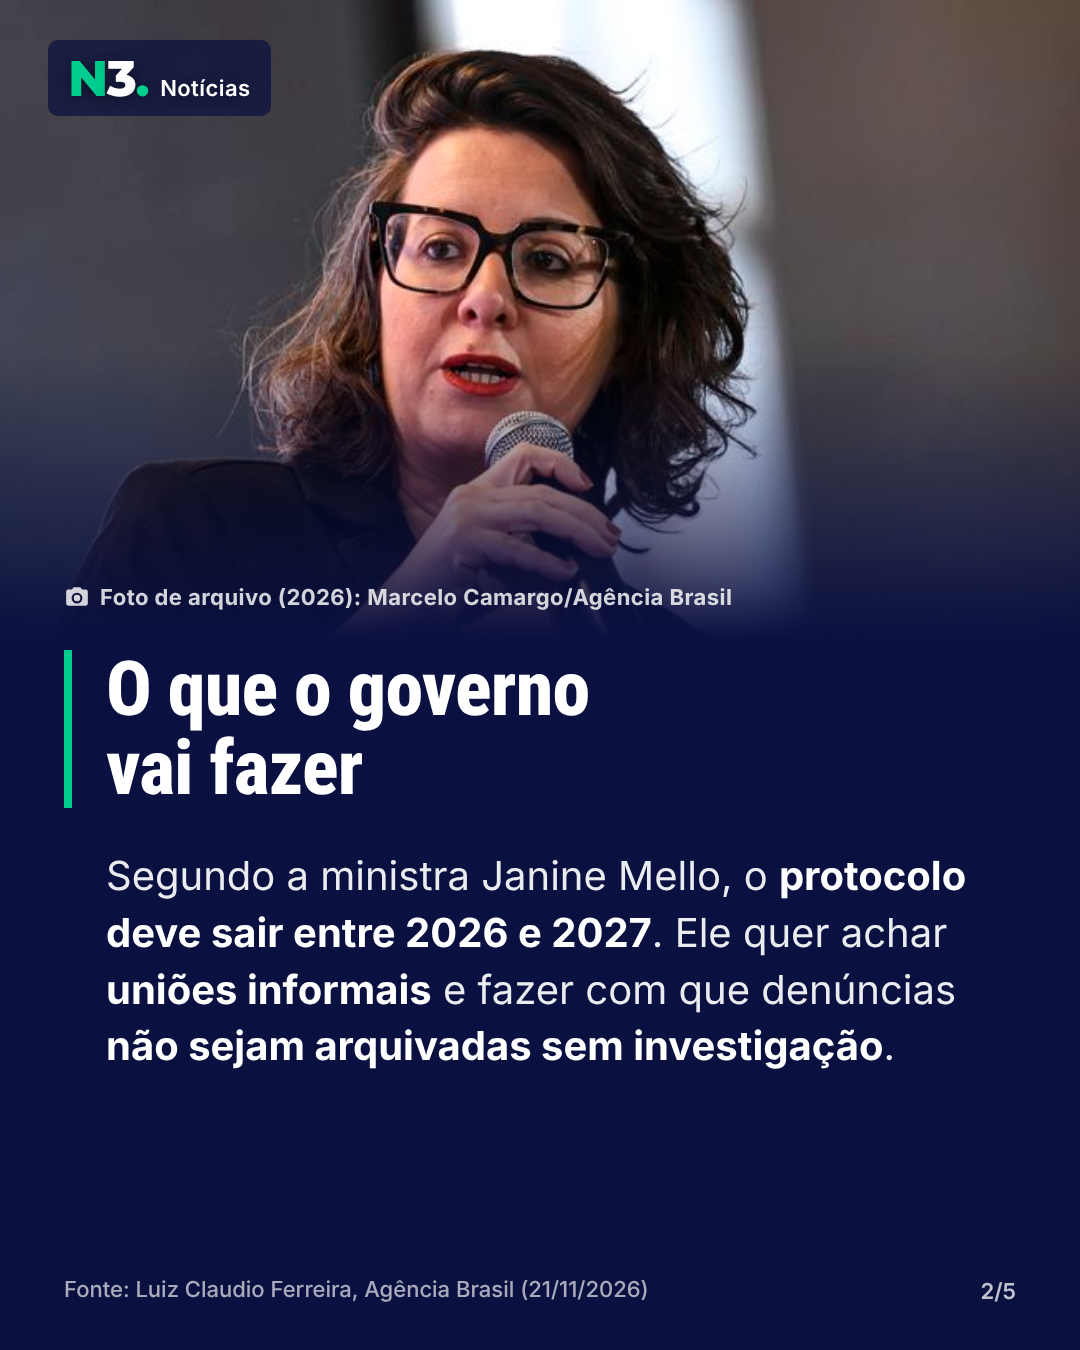 N3. Notícias
Foto de arquivo (2026): Marcelo Camargo/Agência Brasil
O que o governo
vai fazer
Segundo a ministra Janine Mello, o protocolo
deve sair entre 2026 e 2027. Ele quer achar
uniões informais e fazer com que denúncias
não sejam arquivadas sem investigação.
Fonte: Luiz Claudio Ferreira, Agência Brasil (21/11/2026)
2/5